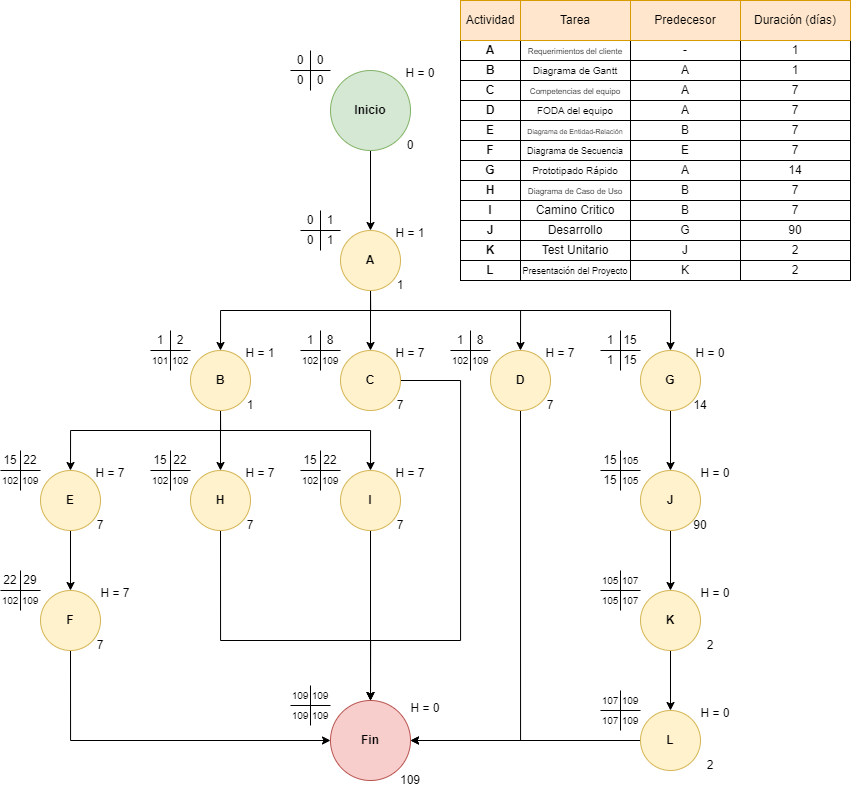 Actividad Tarea Predecesor Duración (días)
A Requerimientos del cliente - 1
B Diagrama de Gantt A 1
C Competencias del equipo A 7
D FODA del equipo A 7
E Diagrama de Entidad-Relación B 7
F Diagrama de Secuencia E 7
G Prototipado Rápido A 14
H Diagrama de Caso de Uso B 7
I Camino Critico B 7
J Desarrollo G 90
K Test Unitario J 2
L Presentación del Proyecto K 2
0 0
0 0
H = 0
Inicio
0
0 1
0 1
H = 1
A
1
1 2
101 102
H = 1
B
1
1 8
102 109
H = 7
C
7
1 8
102 109
H = 7
D
7
1 15
1 15
H = 0
G
14
15 22
102 109
H = 7
E
7
15 22
102 109
H = 7
H
7
15 22
102 109
H = 7
I
7
15 105
15 105
H = 0
J
90
22 29
102 109
H = 7
F
7
105 107
105 107
H = 0
K
2
109 109
109 109
H = 0
Fin
109
107 109
107 109
H = 0
L
2